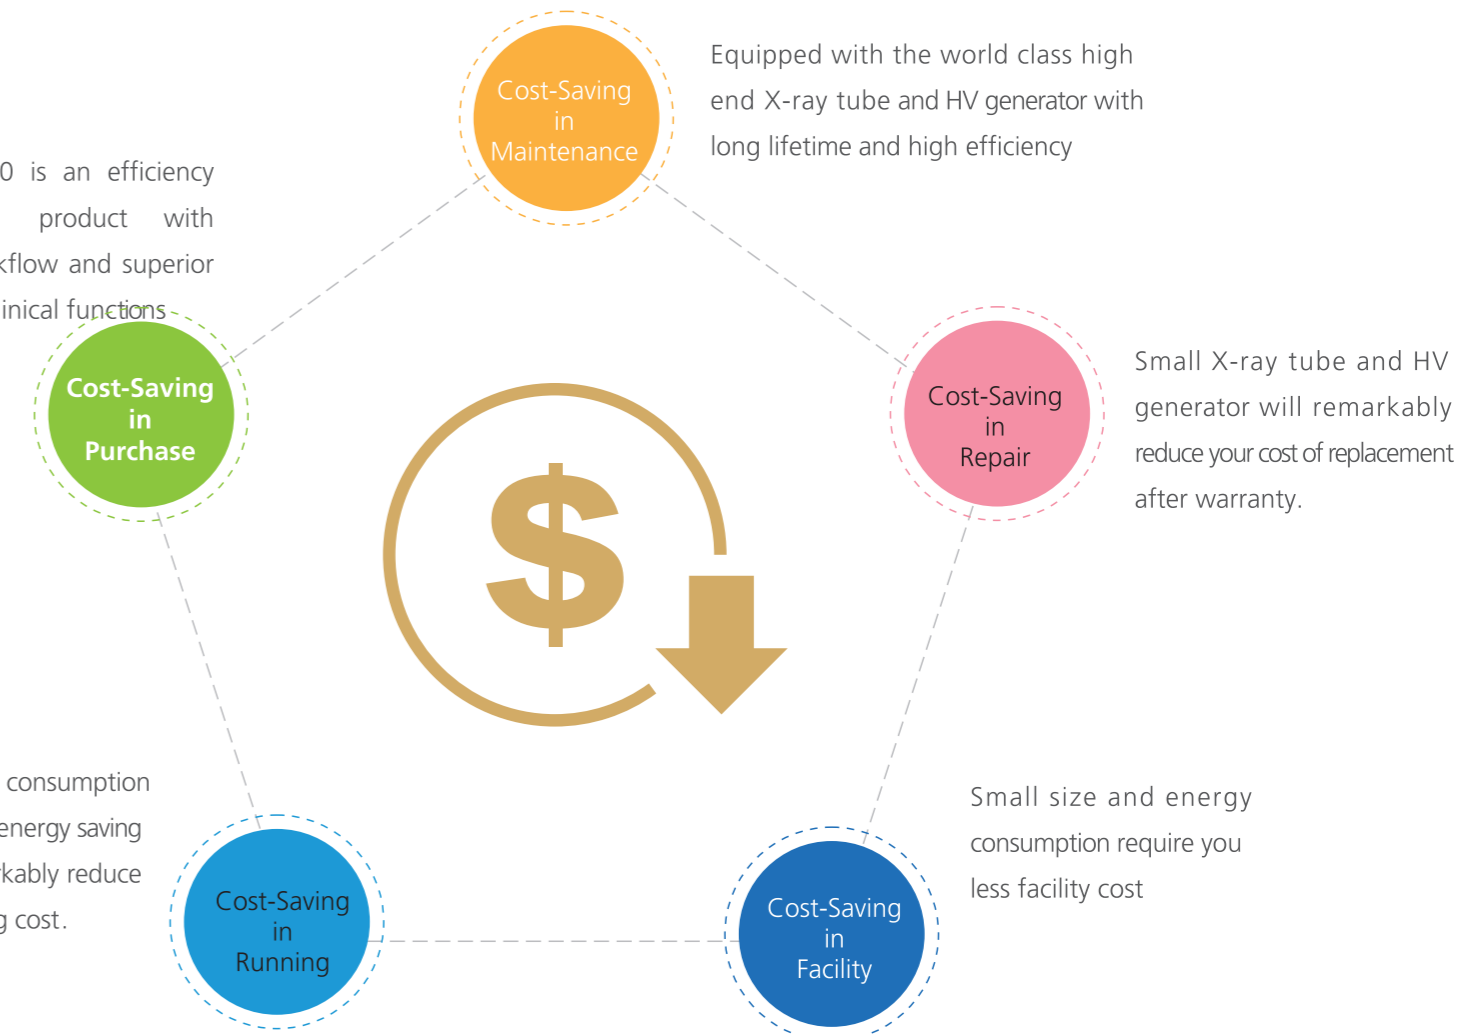 Cost-Saving
in
Maintenance
Equipped with the world class high
end X-ray tube and HV generator with
long lifetime and high efficiency
0 is an efficiency
product with
and superior
functions
Cost-Saving
in
Purchase
Small X-ray tube and HV
generator will remarkably
reduce your cost of replacement
after warranty.
Cost-Saving
in
Repair
$
consumption
energy saving
reduce
cost.
Cost-Saving
in
Running
Small size and energy
consumption require you
less facility cost
Cost-Saving
in
Facility